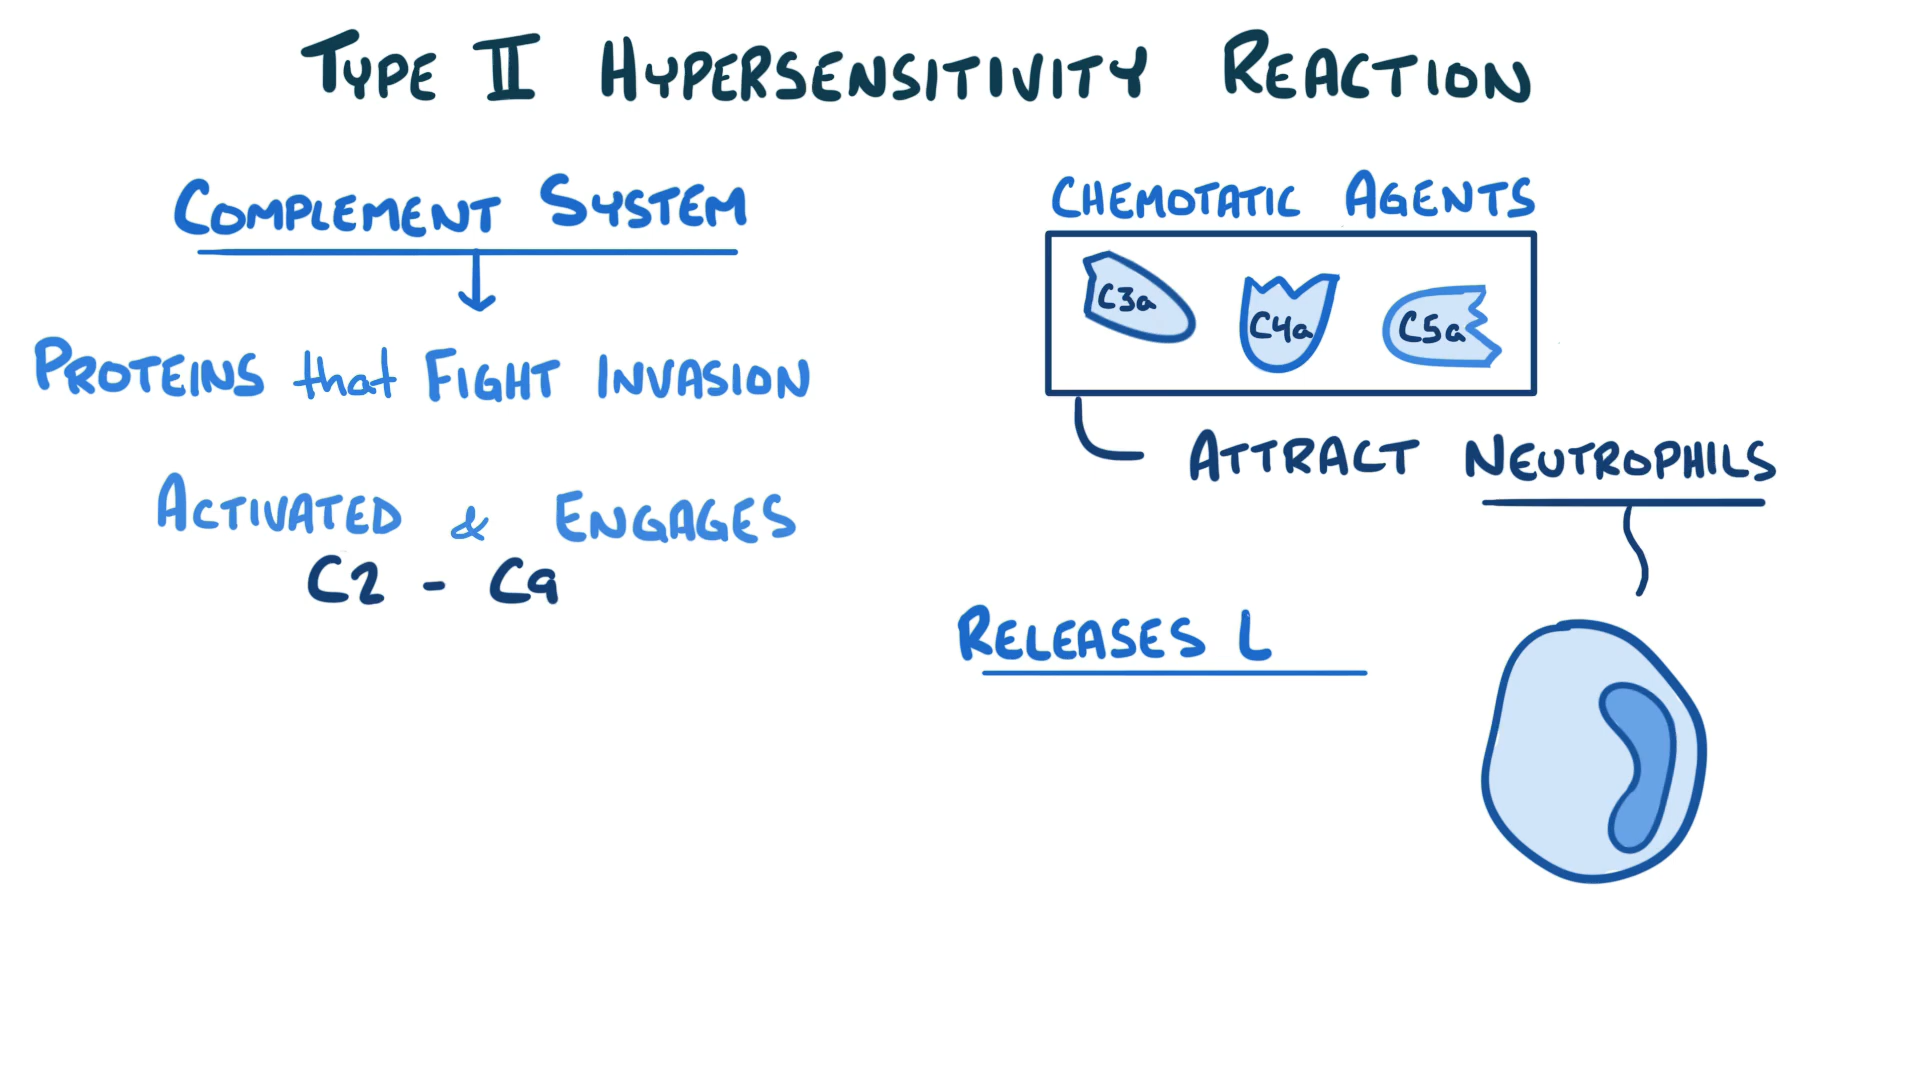 TYPE II HYPERSENSITIVITY REACTION
COMPLEMENT SYSTEM
PROTEINS that FIGHT INVASION
ACTIVATED & ENGAGES
C2 - C9
CHEMOTATIC AGENTS
C3a C4a C5a
ATTRACT NEUTROPHILS
RELEASES L